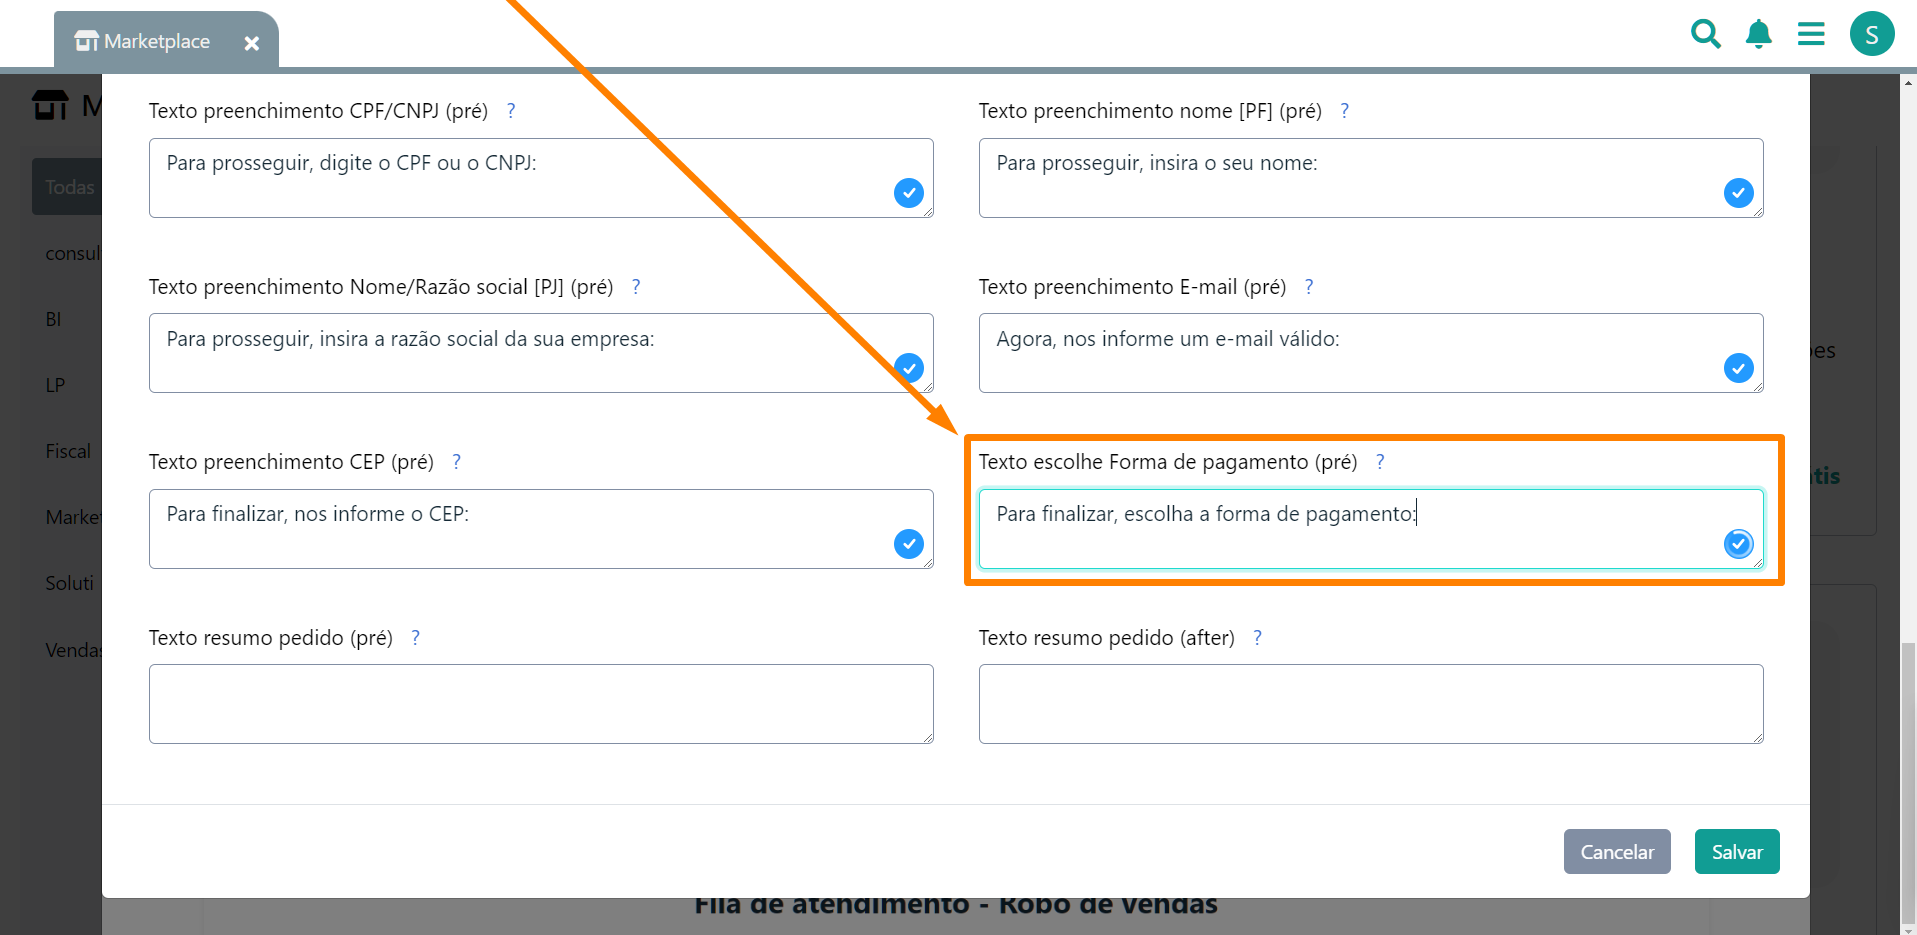 Marketplace
S
M
Todas
consul
BI
LP
Fiscal
Market
Soluti
Vendas
Texto preenchimento CPF/CNPJ (pré) ?
Para prosseguir, digite o CPF ou o CNPJ:
Texto preenchimento nome [PF] (pré) ?
Para prosseguir, insira o seu nome:
Texto preenchimento Nome/Razão social [PJ] (pré) ?
Para prosseguir, insira a razão social da sua empresa:
Texto preenchimento E-mail (pré) ?
Agora, nos informe um e-mail válido:
Texto preenchimento CEP (pré) ?
Para finalizar, nos informe o CEP:
Texto escolhe Forma de pagamento (pré) ?
Para finalizar, escolha a forma de pagamento:
Texto resumo pedido (pré) ?
Texto resumo pedido (after) ?
Cancelar
Salvar
Fila de atendimento - Robô de vendas